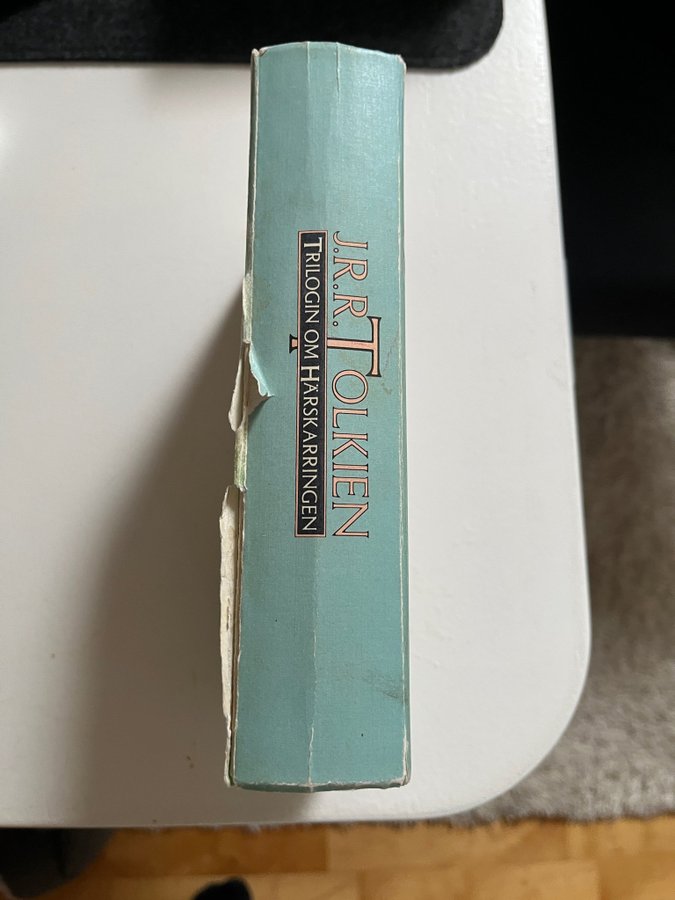 J.R.R. TOLKIEN
TRILOGIN OM HÄRSKARRINGEN